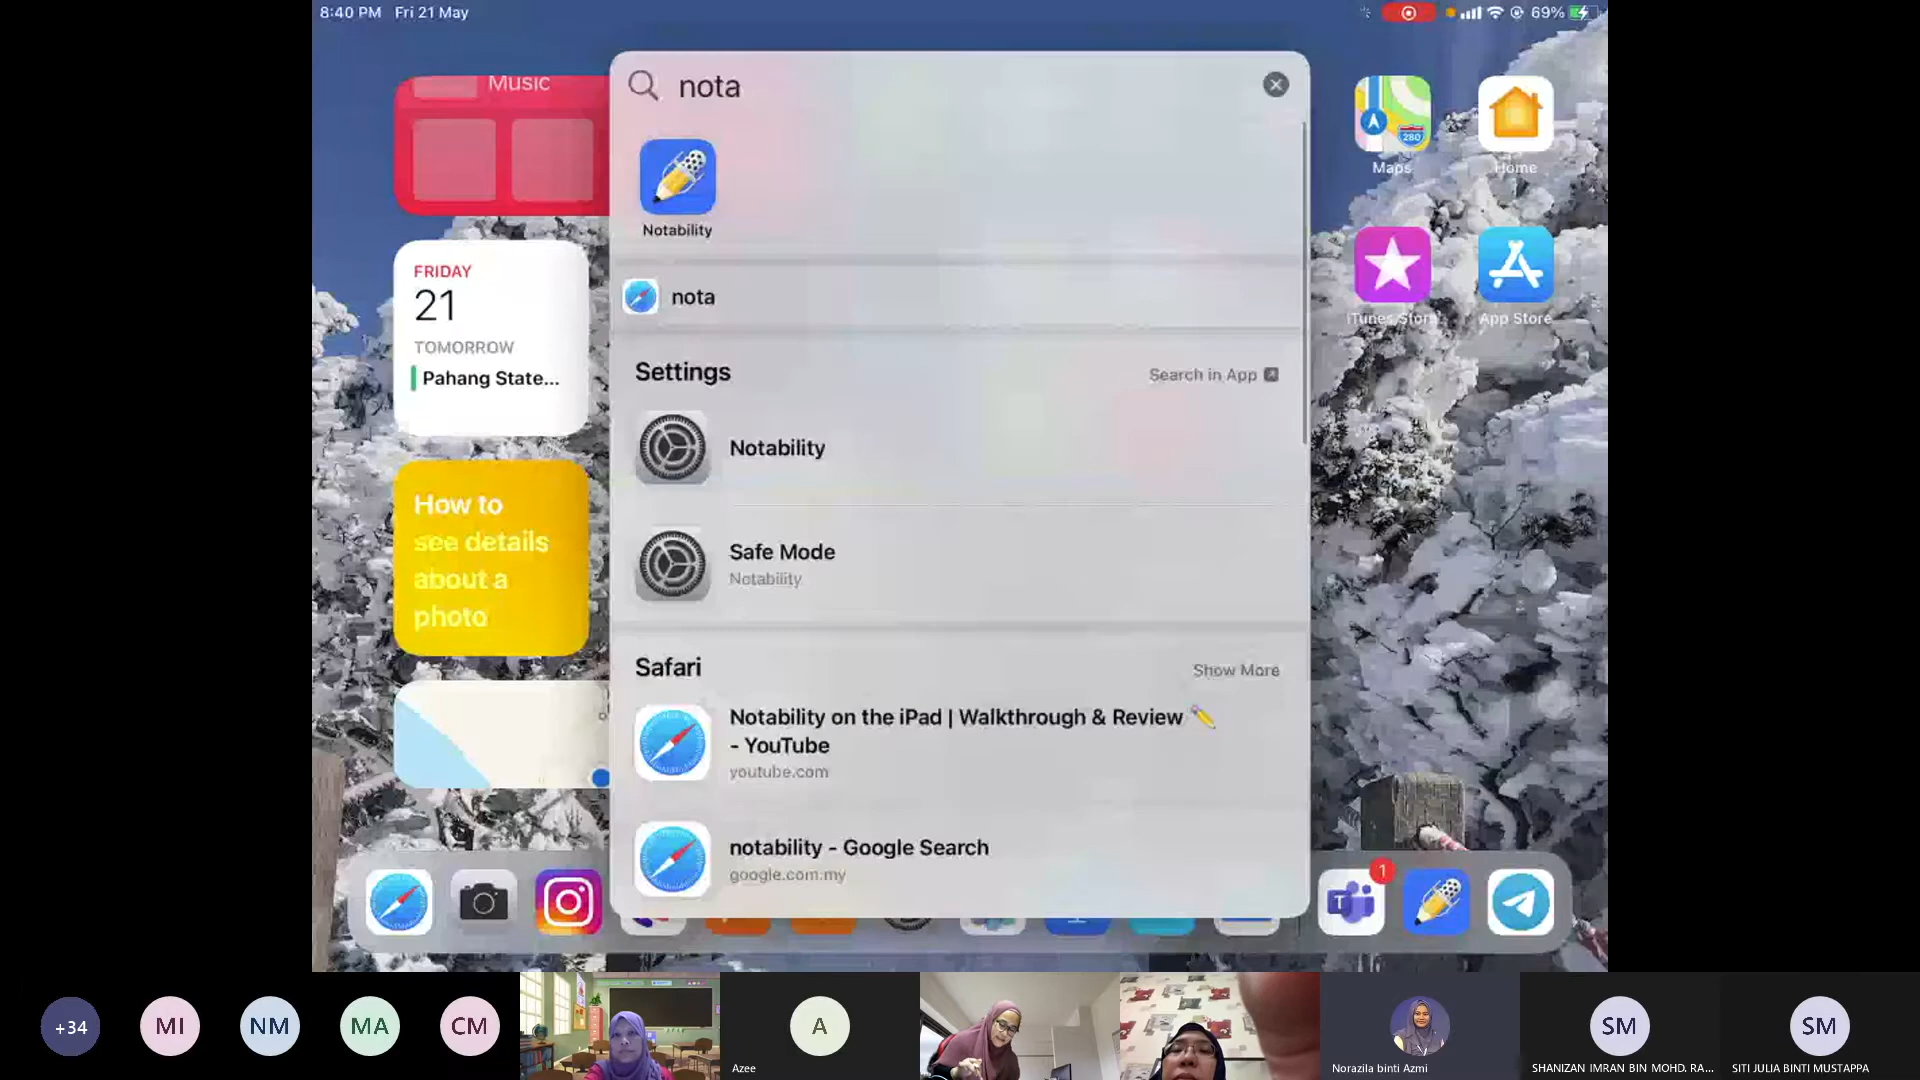 8:40 PM Fri 21 May
69%
Music
FRIDAY
21
TOMORROW
Pahang State...
How to
see details
about a
photo
nota
Notability
nota
Settings
Search in App
Notability
Safe Mode
Notability
Safari
Show More
Notability on the iPad | Walkthrough & Review ✏️
- YouTube
youtube.com
notability - Google Search
google.com.my
280
Maps
Home
iTunes Store
App Store
1
T
+34
MI
NM
MA
CM
A
Azee
Norazila binti Azmi
SM
SHANIZAN IMRAN BIN MOHD. RA...
SM
SITI JULIA BINTI MUSTAPPA